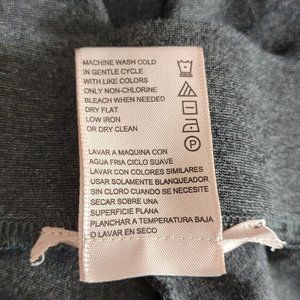 MACHINE WASH COLD
IN GENTLE CYCLE
WITH LIKE COLORS
ONLY NON-CHLORINE
BLEACH WHEN NEEDED
DRY FLAT
LOW IRON
OR DRY CLEAN
LAVAR A MAQUINA CON
AGUA FRIA CICLO SUAVE
LAVAR CON COLORES SIMILARES
USAR SOLAMENTE BLANQUEADOR
SIN CLORO CUANDO SE NECESITE
SECAR SOBRE UNA
SUPERFICIE PLANA
PLANCHAR A TEMPERATURA BAJA
O LAVAR EN SECO
P